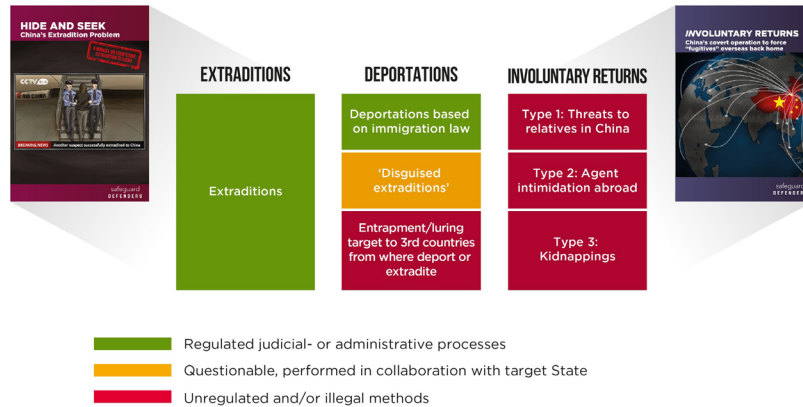 HIDE AND SEEK
China's Extradition Problem
CCTV
BREAKING NEWS Another suspect successfully extradited to China
safeguard
DEFENDERS
EXTRADITIONS
DEPORTATIONS
INVOLUNTARY RETURNS
INVOLUNTARY RETURNS
China's covert operation to force
"fugitives" overseas back home
safeguard
DEFENDERS
Extraditions
Deportations based
on immigration law
'Disguised
extraditions'
Entrapment/luring
target to 3rd countries
from where deport or
extradite
Type 1: Threats to
relatives in China
Type 2: Agent
intimidation abroad
Type 3:
Kidnappings
Regulated judicial- or administrative processes
Questionable, performed in collaboration with target State
Unregulated and/or illegal methods